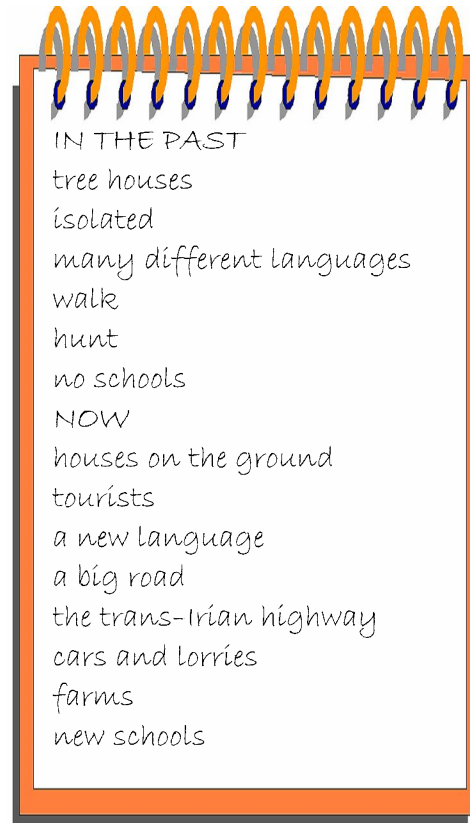 IN THE PAST
tree houses
isolated
many different languages
walk
hunt
no schools
NOW
houses on the ground
tourists
a new language
a big road
the trans-Irian highway
cars and lorries
farms
new schools